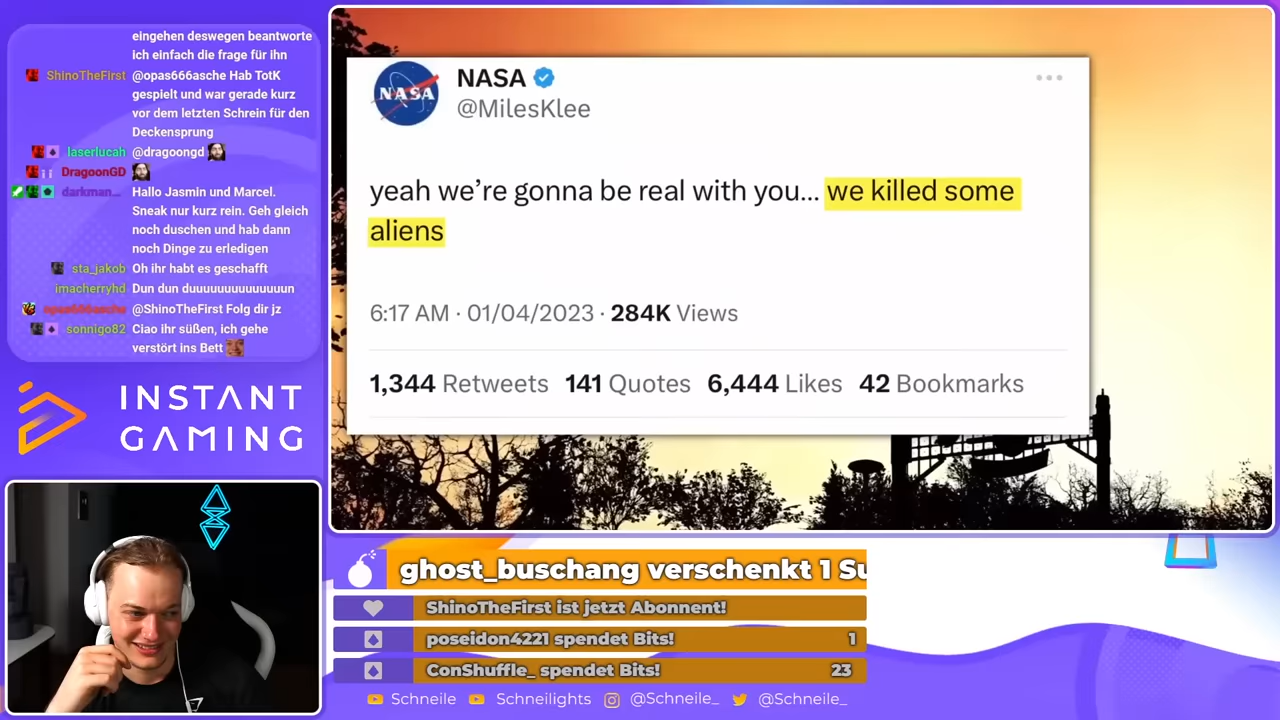 eingehen deswegen beantworte
ich einfach die frage für ihn
ShinoTheFirst @opas666asche Hab TotK
gespielt und war gerade kurz
vor dem letzten Schrein für den
Deckensprung
laserlucah @dragoongd
DragoonGD
darkman... Hallo Jasmin und Marcel.
Sneak nur kurz rein. Geh gleich
noch duschen und hab dann
noch Dinge zu erledigen
sta_jakob Oh ihr habt es geschafft
imacherryhd Dun dun duuuuuuuuuuuuun
opas666asche @ShinoTheFirst Folg dir jz
sonnigo82 Ciao ihr süßen, ich gehe
verstört ins Bett
INSTANT
GAMING
NASA
NASA
@MilesKlee
yeah we’re gonna be real with you... we killed some
aliens
6:17 AM · 01/04/2023 · 284K Views
1,344 Retweets 141 Quotes 6,444 Likes 42 Bookmarks
ghost_buschang verschenkt 1 Su
ShinoTheFirst ist jetzt Abonnent!
poseidon4221 spendet Bits! 1
ConShuffle_ spendet Bits! 23
Schneile Schneilights @Schneile_ @Schneile_